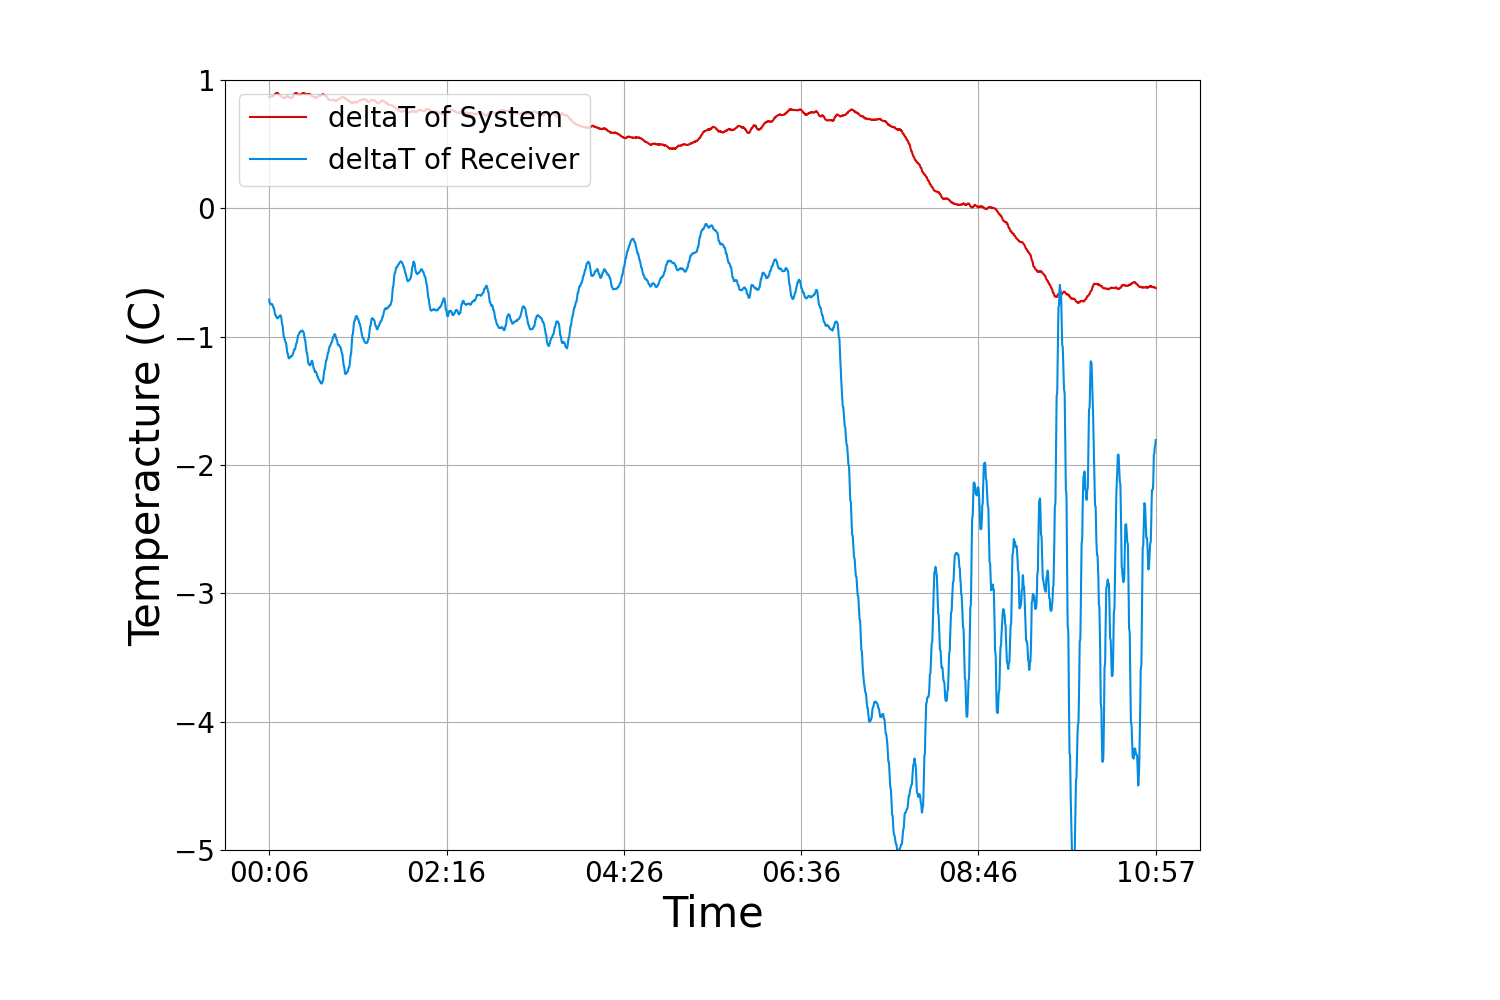 1
deltaT of System
deltaT of Receiver
0
−1
−2
−3
−4
−5
Temperacture (C)
00:06 02:16 04:26 06:36 08:46 10:57
Time